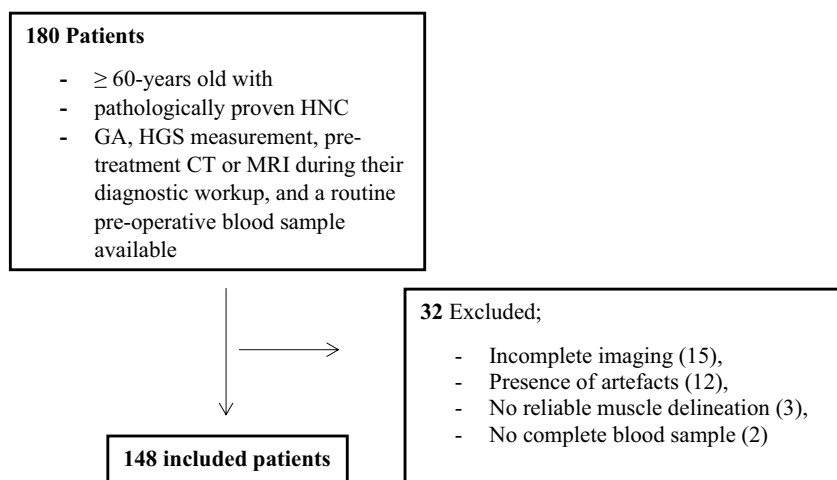 180 Patients
- ≥ 60-years old with
- pathologically proven HNC
- GA, HGS measurement, pre-
treatment CT or MRI during their
diagnostic workup, and a routine
pre-operative blood sample
available
32 Excluded;
- Incomplete imaging (15),
- Presence of artefacts (12),
- No reliable muscle delineation (3),
- No complete blood sample (2)
148 included patients